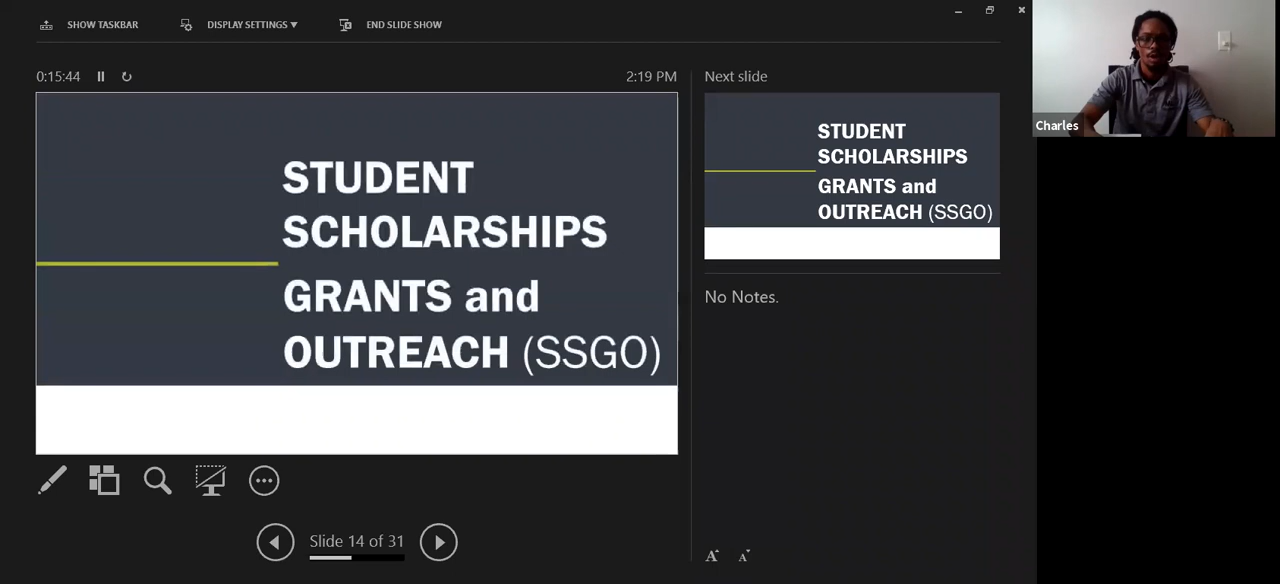 SHOW TASKBAR
DISPLAY SETTINGS ▼
END SLIDE SHOW
0:15:44
2:19 PM
STUDENT
SCHOLARSHIPS
GRANTS and
OUTREACH (SSGO)
Slide 14 of 31
Next slide
STUDENT
SCHOLARSHIPS
GRANTS and
OUTREACH (SSGO)
No Notes.
A A
Charles